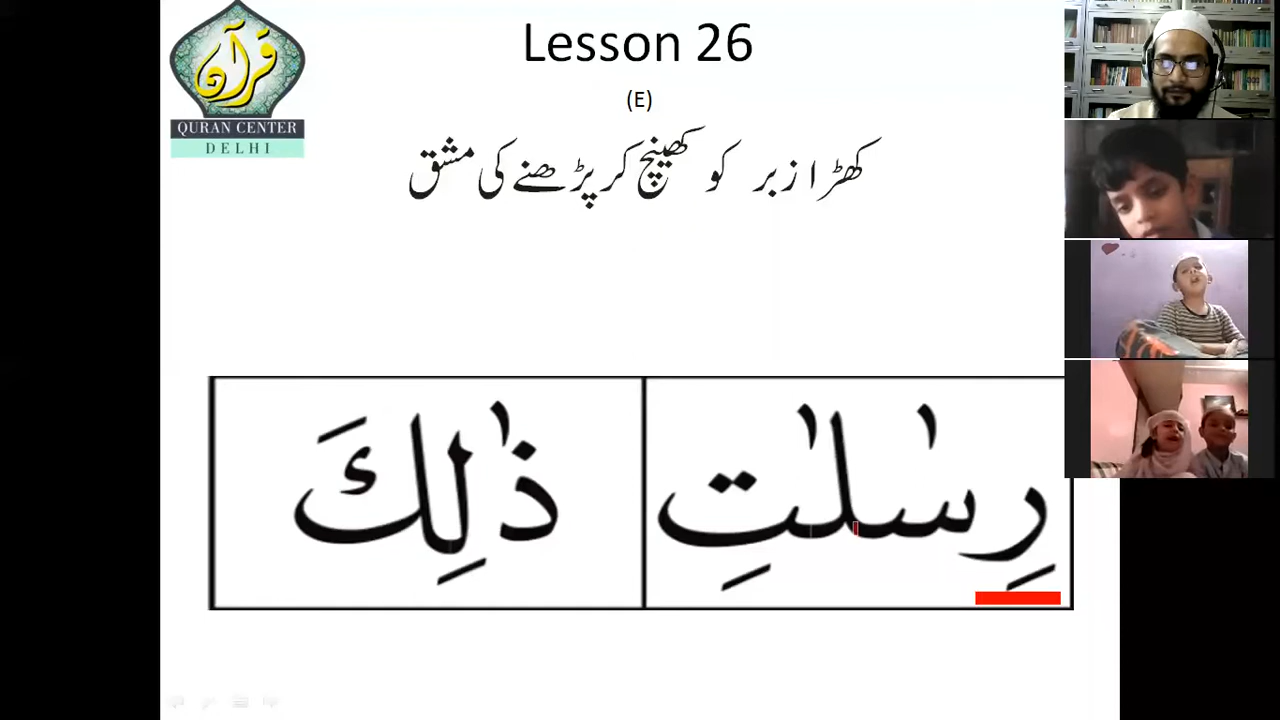 قرآن
QURAN CENTER
DELHI
Lesson 26
(E)
کھڑا زبر کو کھینچ کر پڑھنے کی مشق
رِسٰلٰتِ ذٰلِكَ